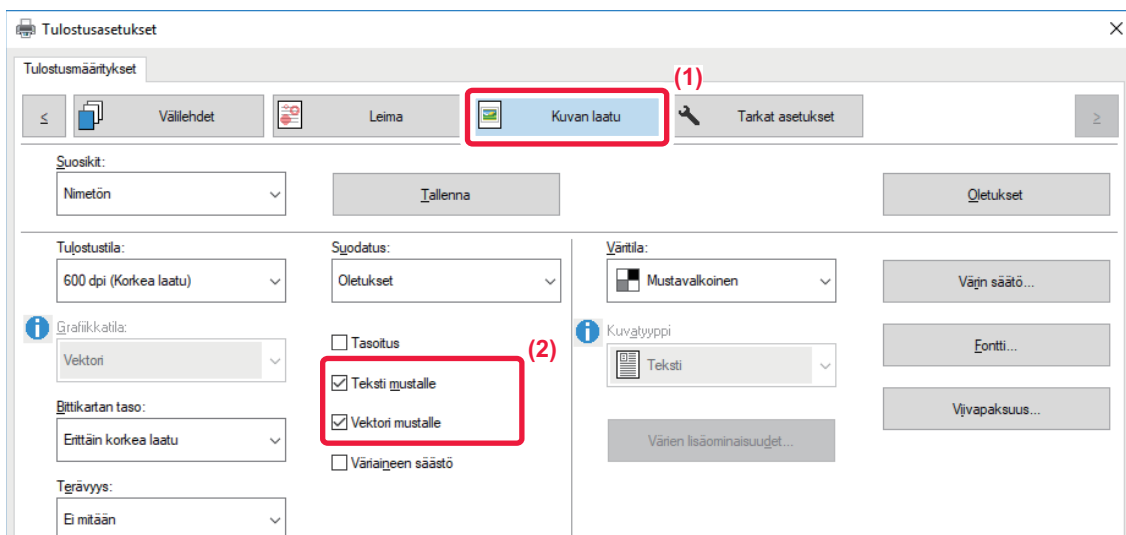 Tulostusasetukset
Tulostusmääritykset
(1)
≤ Välilehdet Leima Kuvan laatu Tarkat asetukset ≥
Suosikit:
Nimetön Tallenna Oletukset
Tulostustila: Suodatus: Väritila:
600 dpi (Korkea laatu) Oletukset Mustavalkoinen Värin säätö...
Grafiikkatila: Kuvatyyppi
Tasoitus (2) Fontti...
Vektori Teksti
Teksti mustalle
Bittikartan taso: Viivapaksuus...
Vektori mustalle
Erittäin korkea laatu Värien lisäominaisuudet...
Väriaineen säästö
Terävyys:
Ei mitään